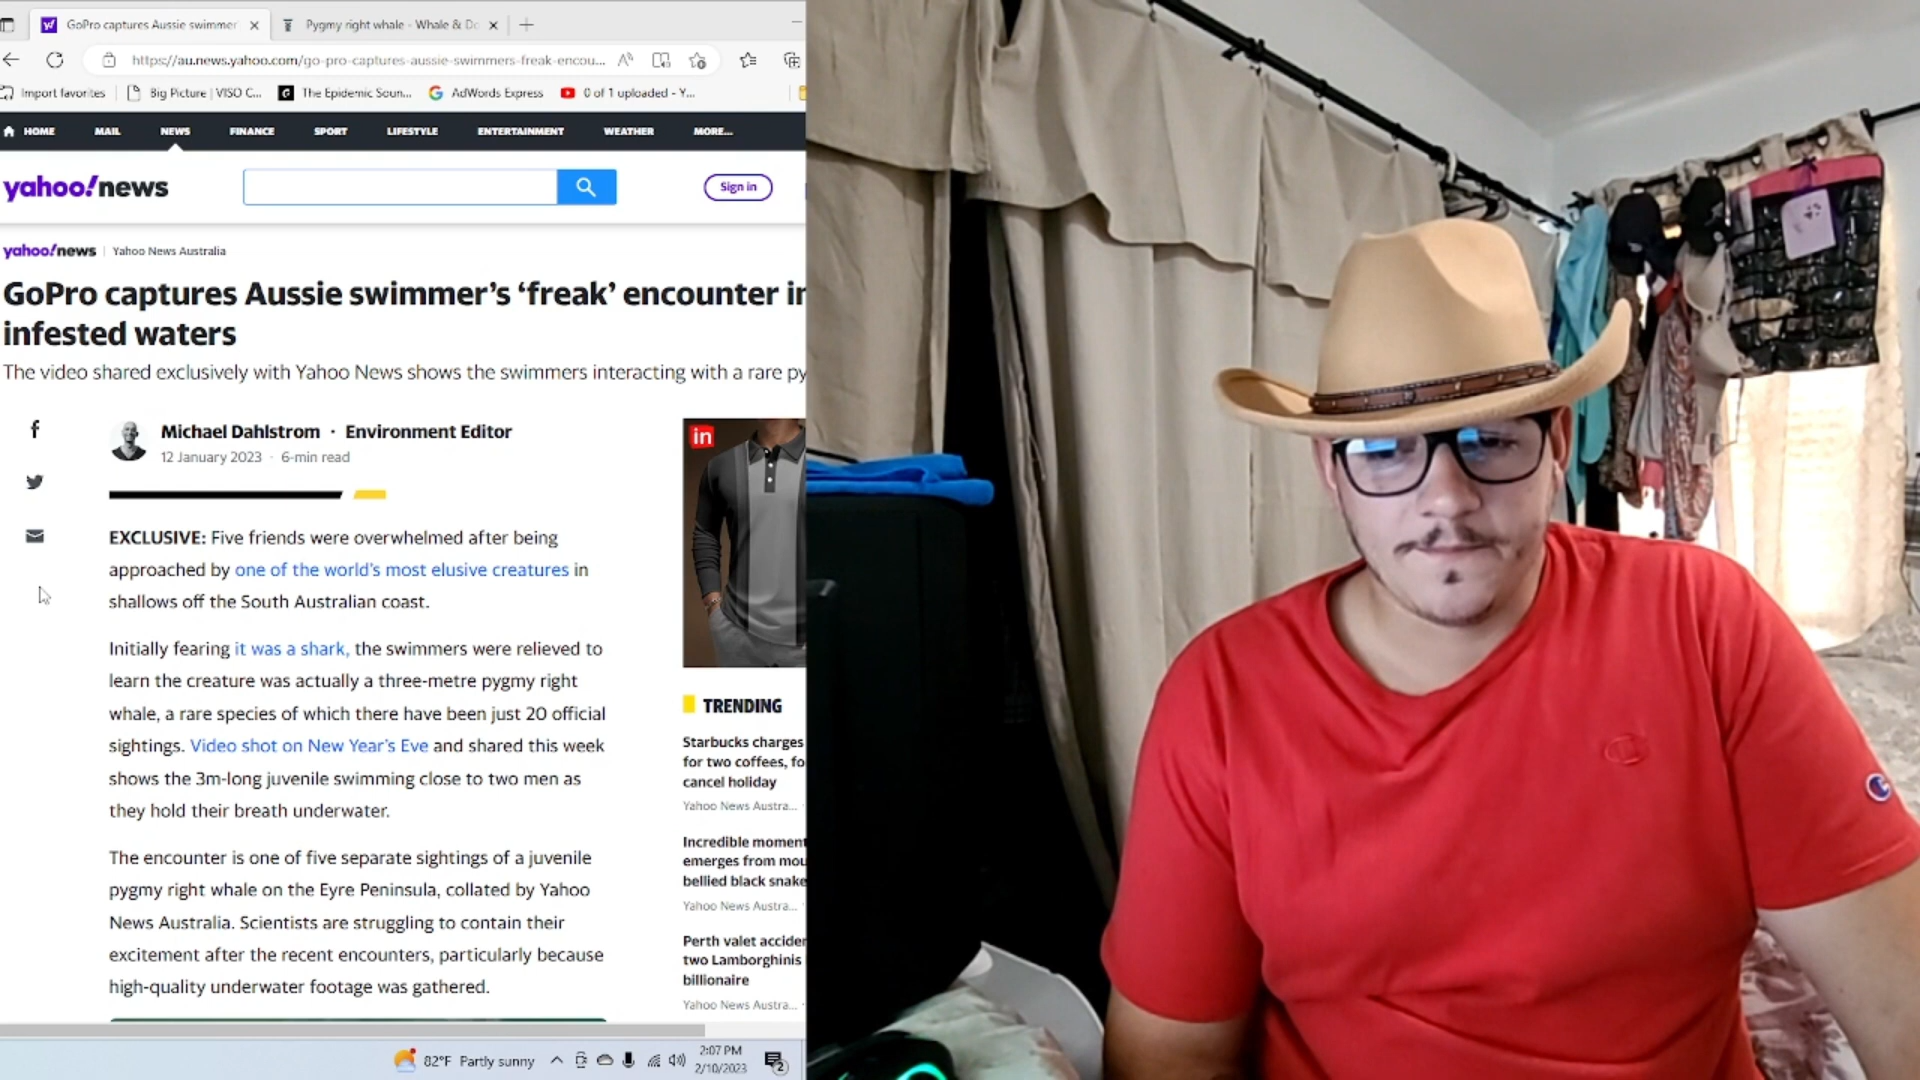 GoPro captures Aussie swimmer
Pygmy right whale - Whale & Do
https://au.news.yahoo.com/go-pro-captures-aussie-swimmers-freak-encou...
Import favorites
Big Picture | VISO C...
The Epidemic Soun...
AdWords Express
0 of 1 uploaded - Y...
HOME
MAIL
NEWS
FINANCE
SPORT
LIFESTYLE
ENTERTAINMENT
WEATHER
MORE...
yahoo!news
Sign in
yahoo!news
Yahoo News Australia
GoPro captures Aussie swimmer's 'freak' encounter in
infested waters
The video shared exclusively with Yahoo News shows the swimmers interacting with a rare py
Michael Dahlstrom · Environment Editor
12 January 2023 · 6-min read
in
EXCLUSIVE: Five friends were overwhelmed after being
approached by one of the world's most elusive creatures in
shallows off the South Australian coast.
Initially fearing it was a shark, the swimmers were relieved to
learn the creature was actually a three-metre pygmy right
whale, a rare species of which there have been just 20 official
sightings. Video shot on New Year's Eve and shared this week
shows the 3m-long juvenile swimming close to two men as
they hold their breath underwater.
The encounter is one of five separate sightings of a juvenile
pygmy right whale on the Eyre Peninsula, collated by Yahoo
News Australia. Scientists are struggling to contain their
excitement after the recent encounters, particularly because
high-quality underwater footage was gathered.
TRENDING
Starbucks charges
for two coffees, fo
cancel holiday
Yahoo News Austra...
Incredible moment
emerges from mou
bellied black snake
Yahoo News Austra...
Perth valet acciden
two Lamborghinis
billionaire
Yahoo News Austra...
82°F Partly sunny
2:07 PM
2/10/2023
2